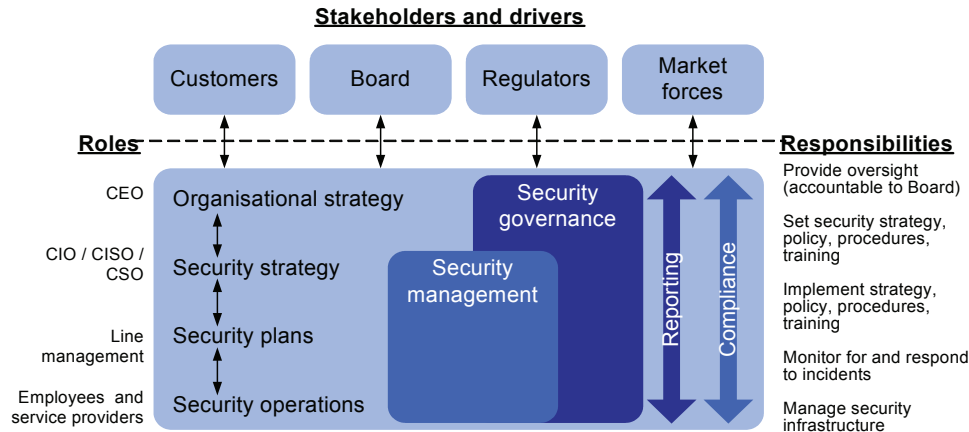 Stakeholders and drivers
Customers
Board
Regulators
Market
forces
Roles
Responsibilities
CEO
CIO / CISO /
CSO
Line
management
Employees and
service providers
Organisational strategy
Security strategy
Security plans
Security operations
Security
governance
Security
management
Reporting
Compliance
Provide oversight
(accountable to Board)
Set security strategy,
policy, procedures,
training
Implement strategy,
policy, procedures,
training
Monitor for and respond
to incidents
Manage security
infrastructure